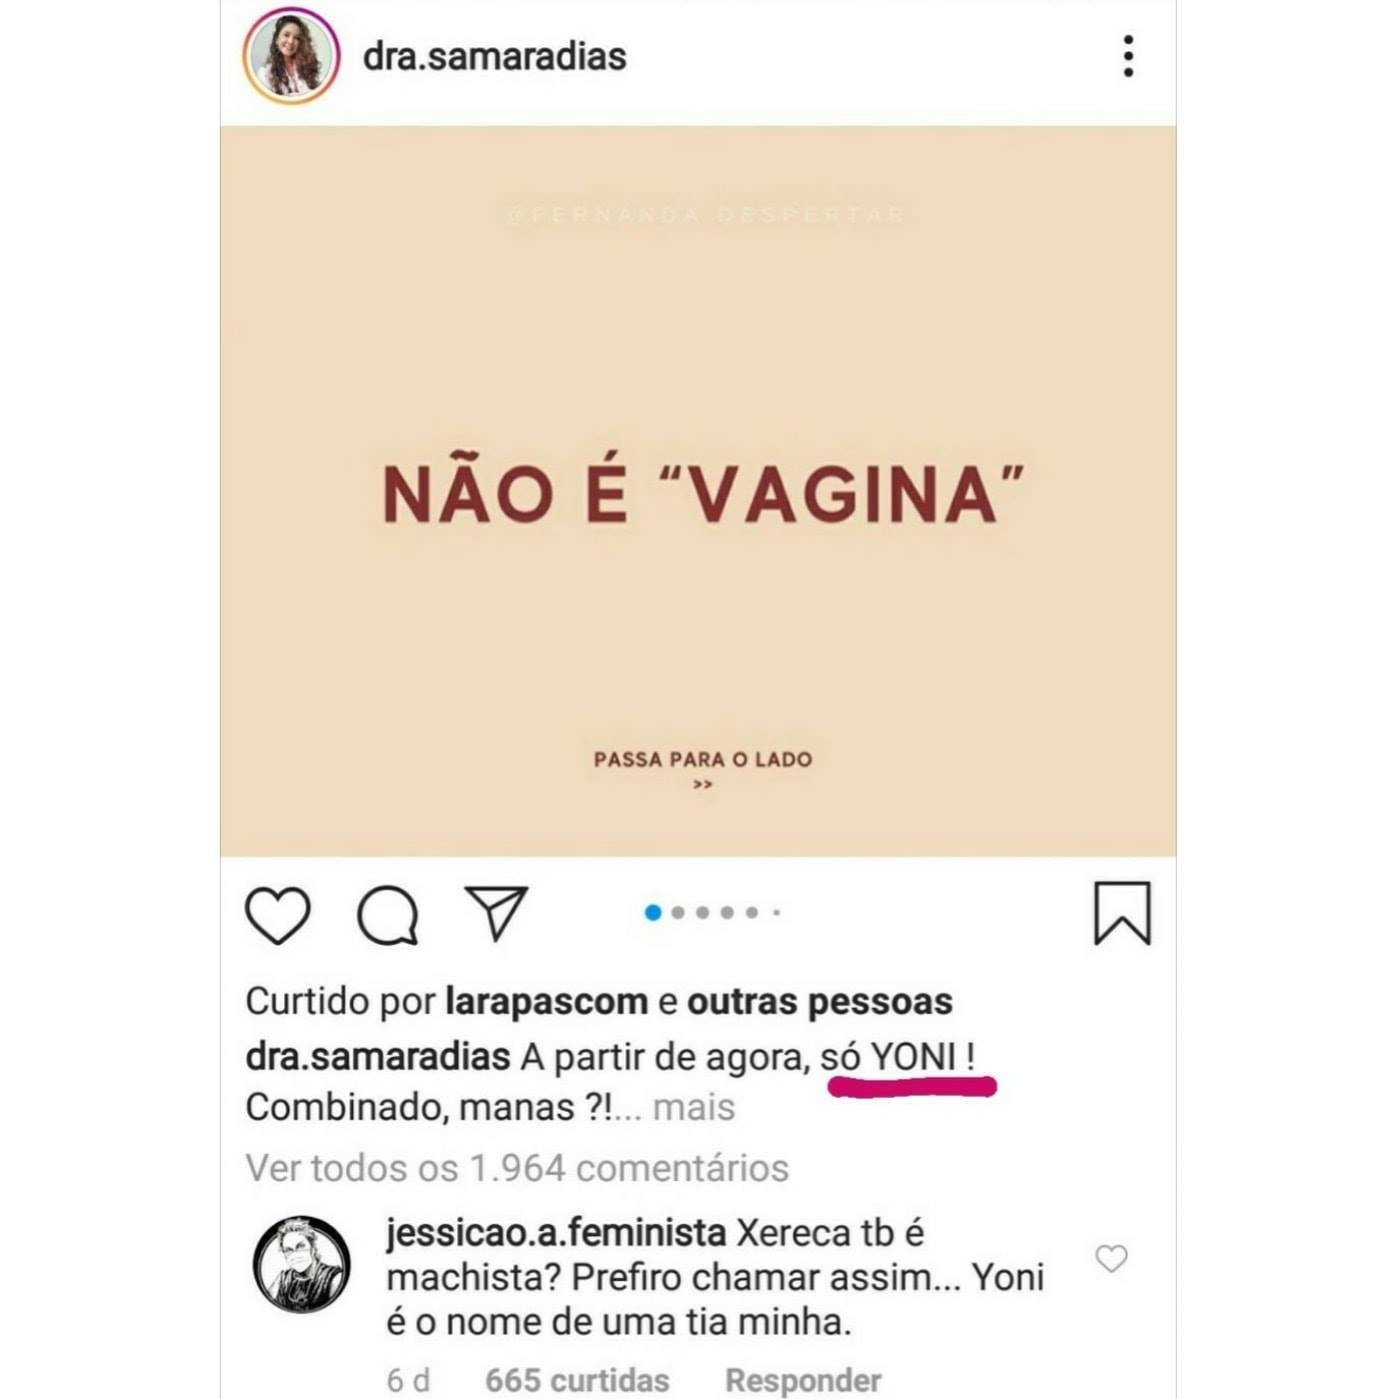 dra.samaradias
@FERNANDA.DESPERTAR
NÃO É “VAGINA”
PASSA PARA O LADO
>>
Curtido por larapascom e outras pessoas
dra.samaradias A partir de agora, só YONI !
Combinado, manas ?!... mais
Ver todos os 1.964 comentários
jessicao.a.feminista Xereca tb é
machista? Prefiro chamar assim... Yoni
é o nome de uma tia minha.
6 d 665 curtidas Responder